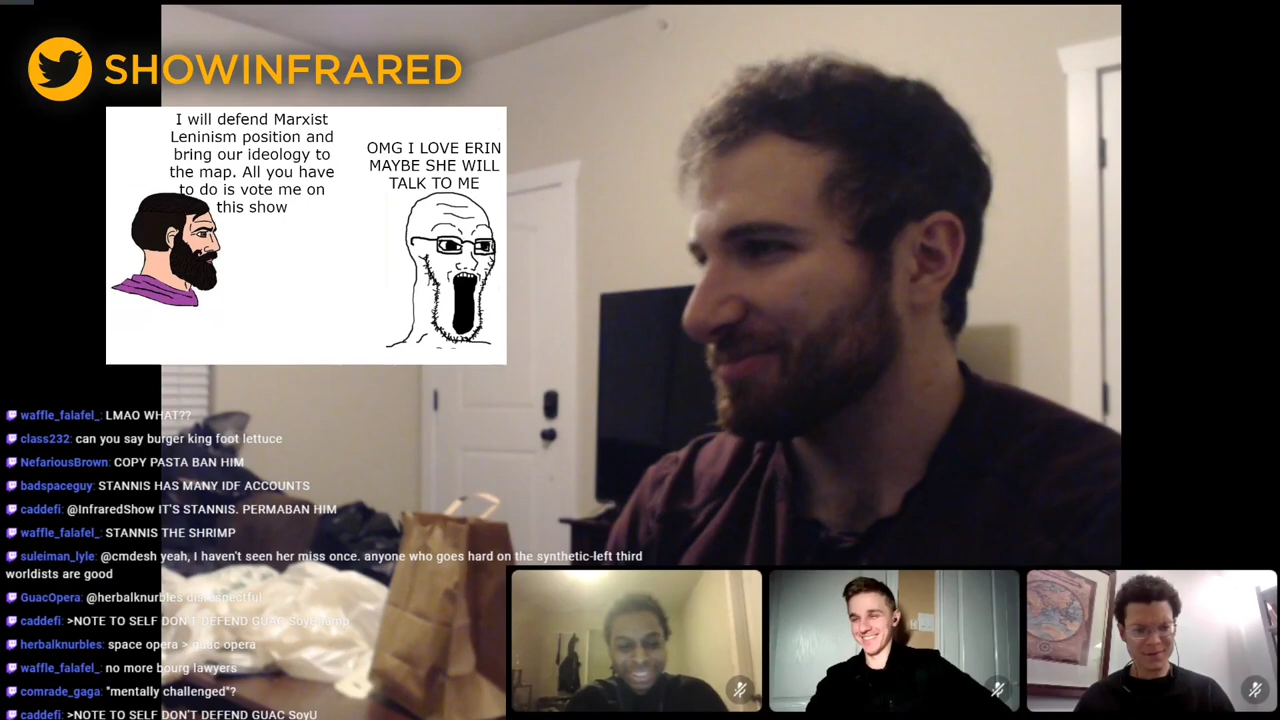 SHOWINFRARED
I will defend Marxist
Leninism position and
bring our ideology to
the map. All you have
to do is vote me on
this show
OMG I LOVE ERIN
MAYBE SHE WILL
TALK TO ME
waffle_falafel_: LMAO WHAT??
class232: can you say burger king foot lettuce
NefariousBrown: COPY PASTA BAN HIM
badspaceguy: STANNIS HAS MANY IDF ACCOUNTS
caddefi: @InfraredShow IT'S STANNIS. PERMABAN HIM
waffle_falafel_: STANNIS THE SHRIMP
suleiman_lyle: @cmdesh yeah, I haven't seen her miss once. anyone who goes hard on the synthetic-left third
worldists are good
GuacOpera: @herbalknurbles disrespectful
caddefi: >NOTE TO SELF DON'T DEFEND GUAC
herbalknurbles: space opera > guac opera
waffle_falafel_: no more bourg lawyers
comrade_gaga: "mentally challenged"?
caddefi: >NOTE TO SELF DON'T DEFEND GUAC SoyU